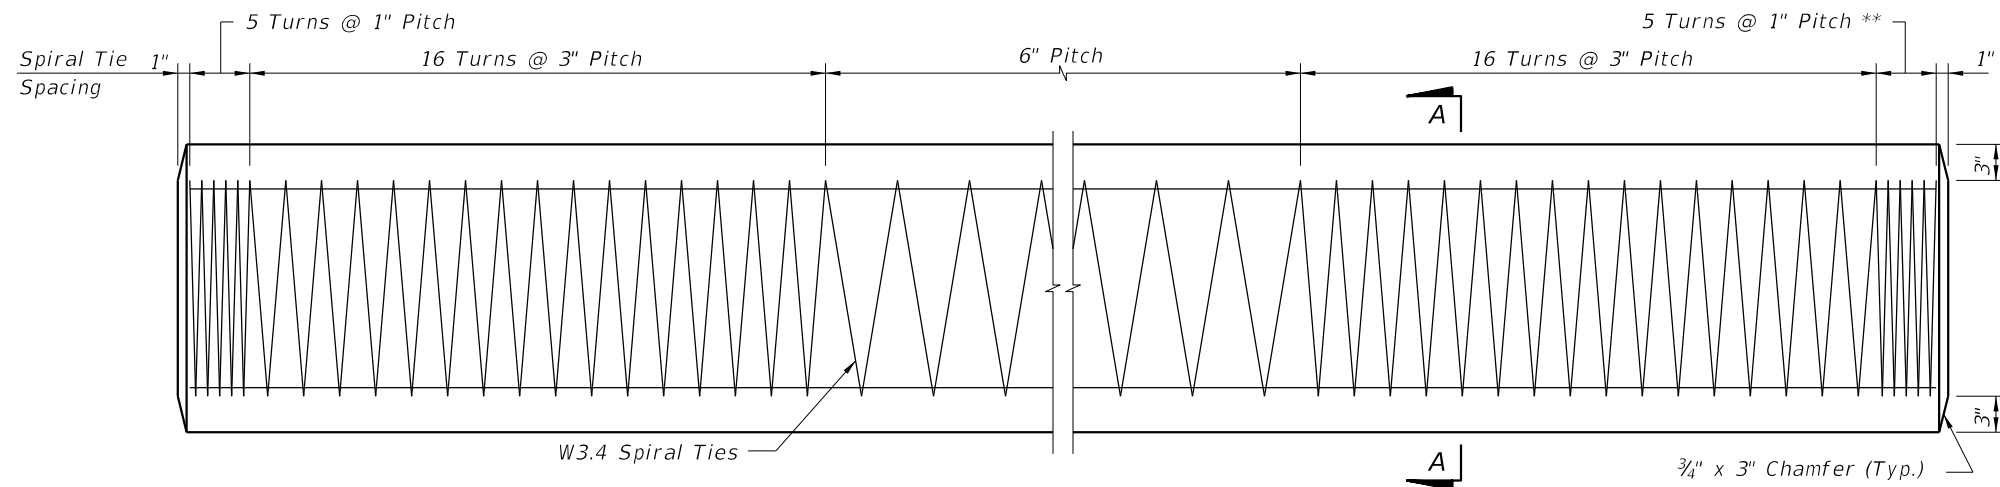 5 Turns @ 1" Pitch
5 Turns @ 1" Pitch **
Spiral Tie
Spacing
1"
16 Turns @ 3" Pitch
6" Pitch
16 Turns @ 3" Pitch
1"
A
3"
3"
W3.4 Spiral Ties
A
¾" x 3" Chamfer (Typ.)